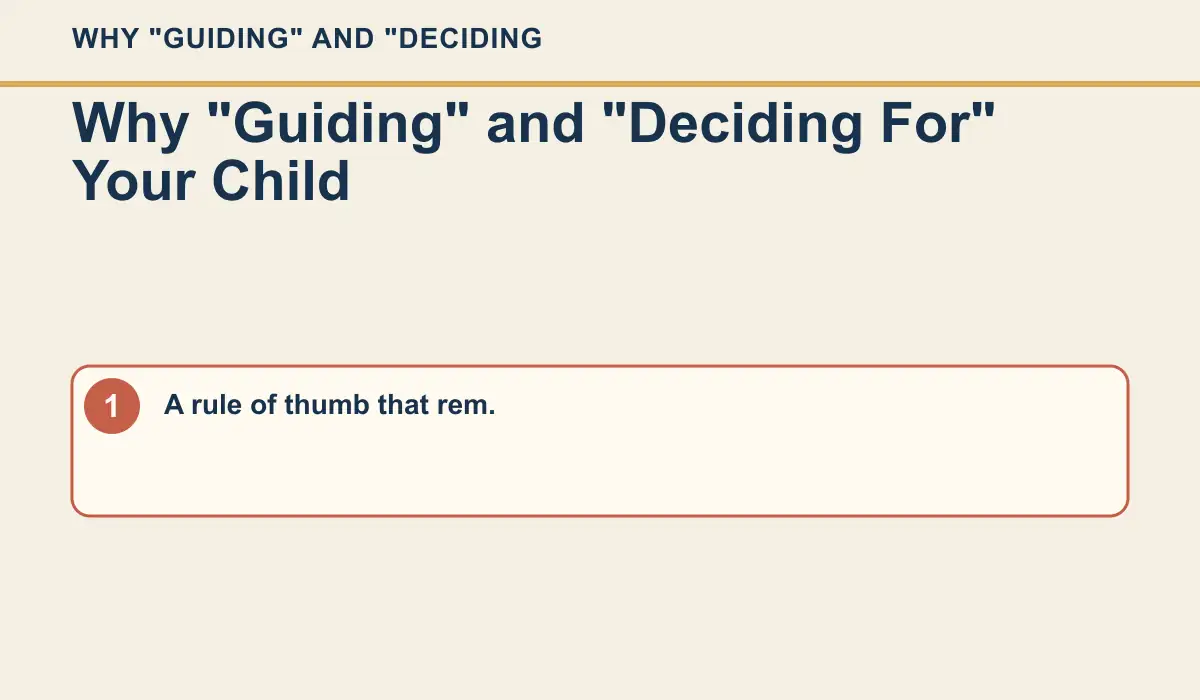 WHY "GUIDING" AND "DECIDING
Why "Guiding" and "Deciding For"
Your Child
1
A rule of thumb that rem.